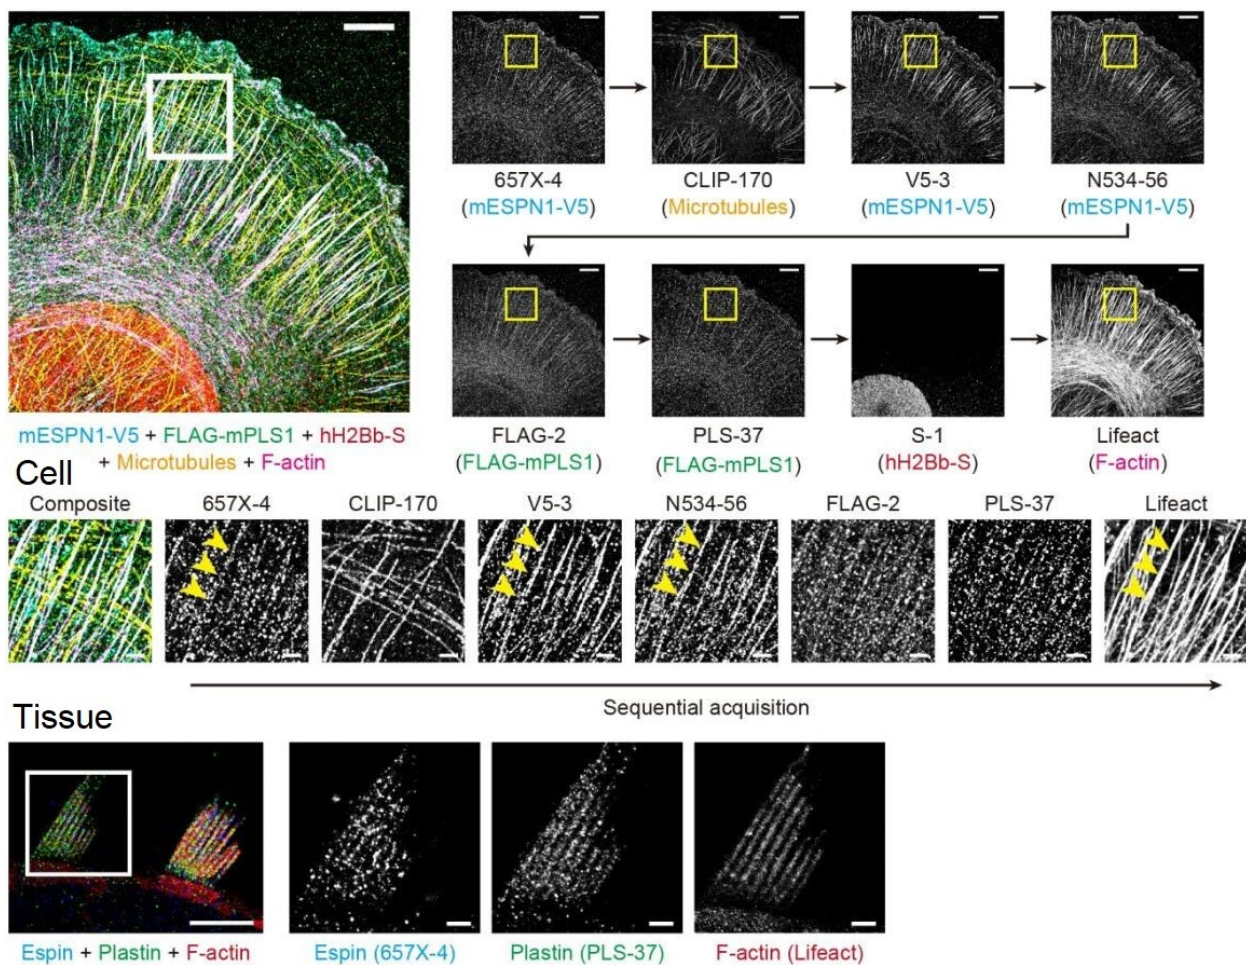 657X-4
(mESPN1-V5)
CLIP-170
(Microtubules)
V5-3
(mESPN1-V5)
N534-56
(mESPN1-V5)
FLAG-2
(FLAG-mPLS1)
PLS-37
(FLAG-mPLS1)
S-1
(hH2Bb-S)
Lifeact
(F-actin)
mESPN1-V5 + FLAG-mPLS1 + hH2Bb-S
+ Microtubules + F-actin
Cell
Composite
657X-4
CLIP-170
V5-3
N534-56
FLAG-2
PLS-37
Lifeact
Sequential acquisition
Tissue
Espin + Plastin + F-actin
Espin (657X-4)
Plastin (PLS-37)
F-actin (Lifeact)